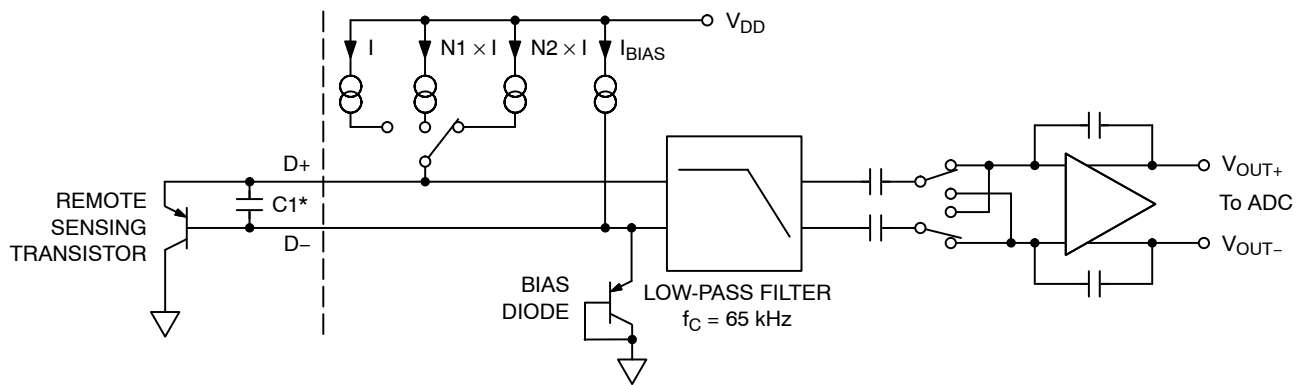 V_DD
I
N1 × I
N2 × I
I_BIAS
D+
C1*
D−
REMOTE
SENSING
TRANSISTOR
BIAS
DIODE
LOW-PASS FILTER
f_C = 65 kHz
V_OUT+
To ADC
V_OUT−